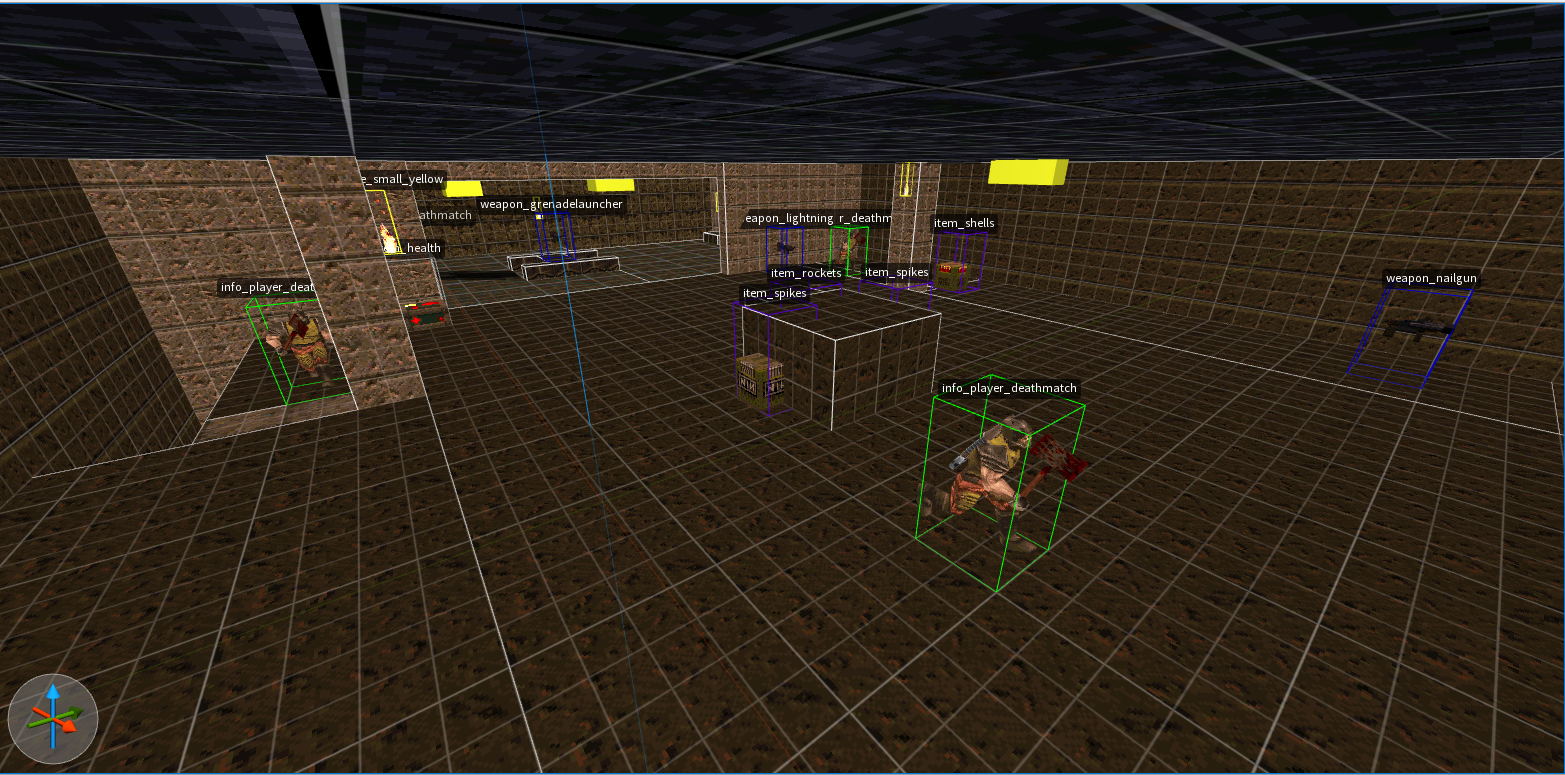 e_small_yellow
athmatch
weapon_grenadelauncher
eapon_lightning
r_deathm
item_shells
health
item_rockets
item_spikes
weapon_nailgun
info_player_deat
item_spikes
info_player_deathmatch